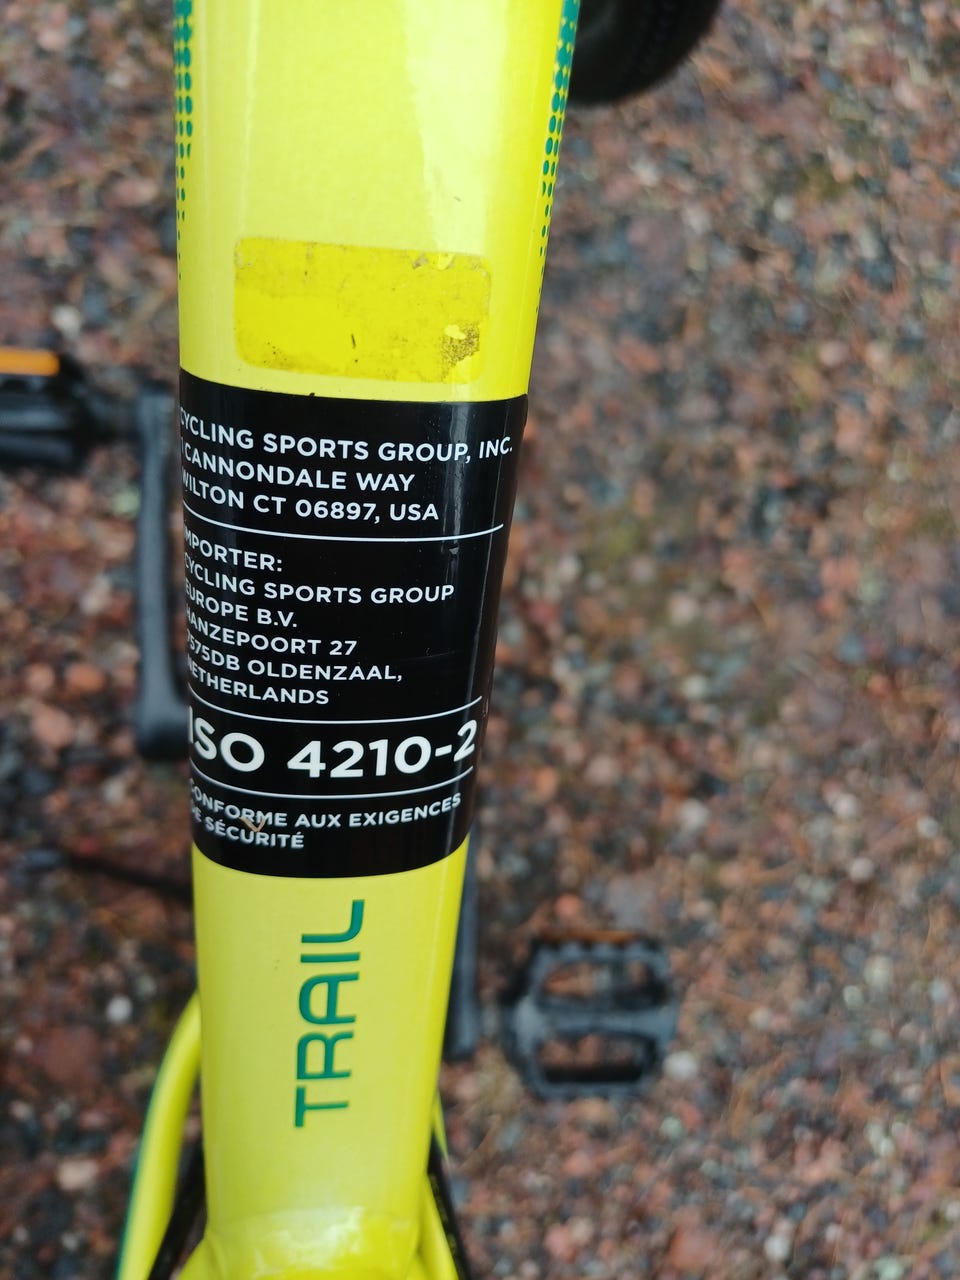 CYCLING SPORTS GROUP, INC.
1 CANNONDALE WAY
WILTON CT 06897, USA
IMPORTER:
CYCLING SPORTS GROUP
EUROPE B.V.
HANZEPOORT 27
7575DB OLDENZAAL,
NETHERLANDS
ISO 4210-2
CONFORME AUX EXIGENCES
DE SÉCURITÉ
TRAIL